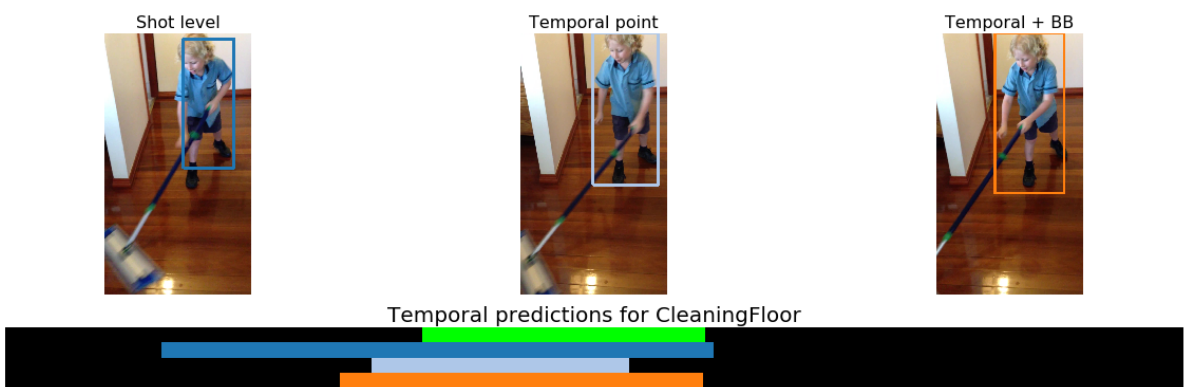 Shot level
Temporal point
Temporal + BB
Temporal predictions for CleaningFloor